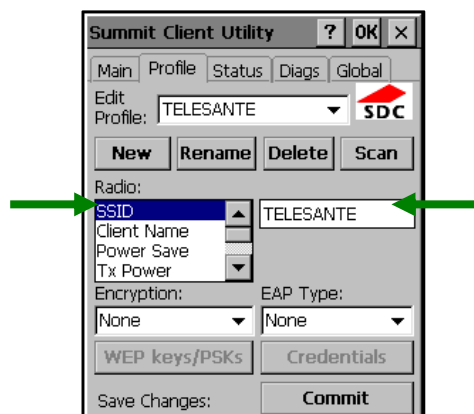 Summit Client Utility ? OK ×
Main Profile Status Diags Global
Edit
Profile: TELESANTE
SDC
New Rename Delete Scan
Radio:
SSID TELESANTE
Client Name
Power Save
Tx Power
Encryption: EAP Type:
None None
WEP keys/PSKs Credentials
Save Changes: Commit